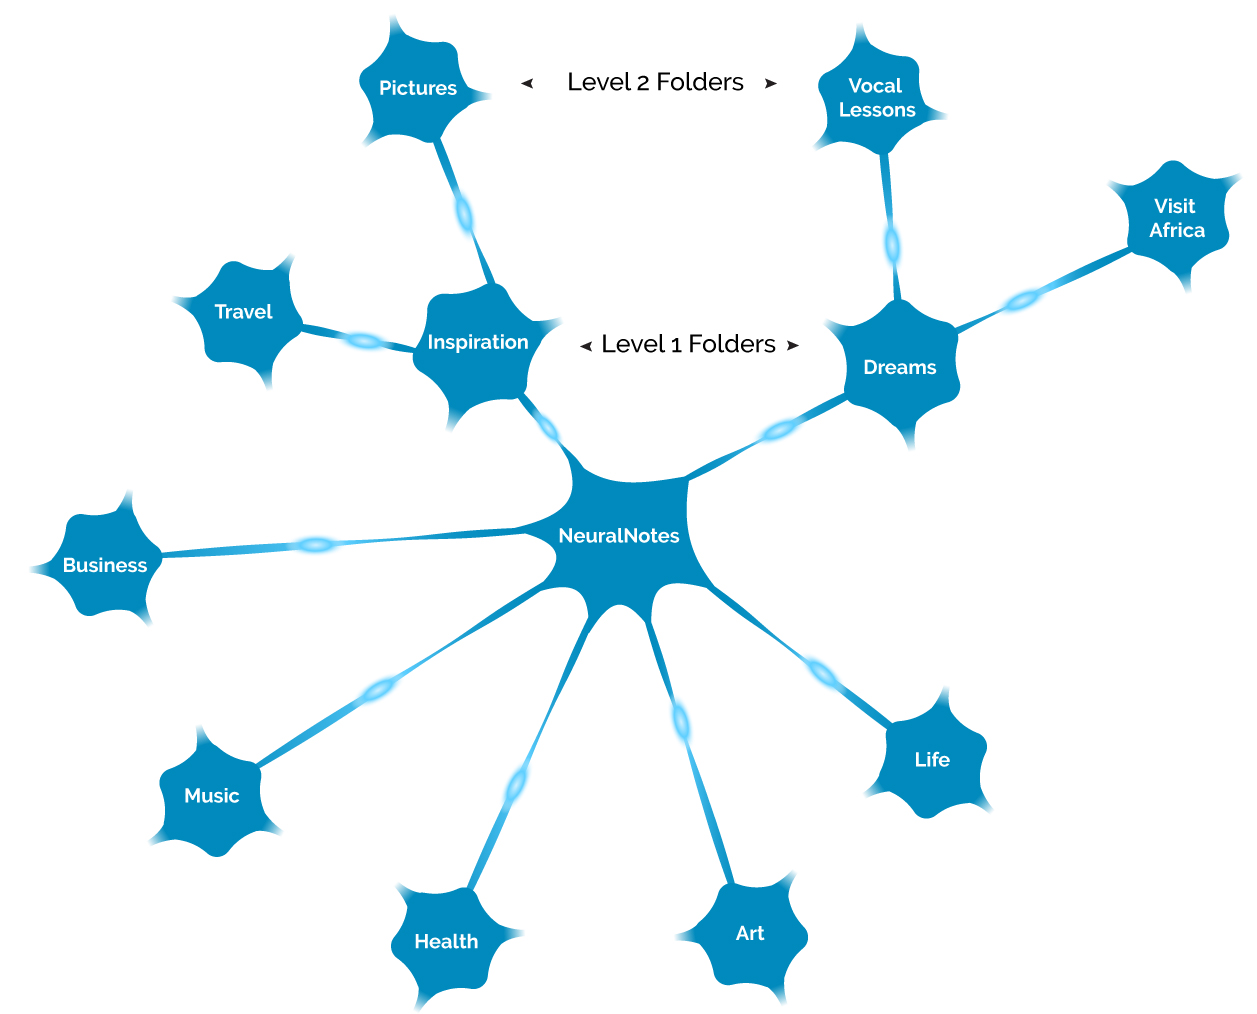 Pictures
Level 2 Folders
Vocal
Lessons
Visit
Africa
Travel
Inspiration
Level 1 Folders
Dreams
NeuralNotes
Business
Music
Life
Health
Art